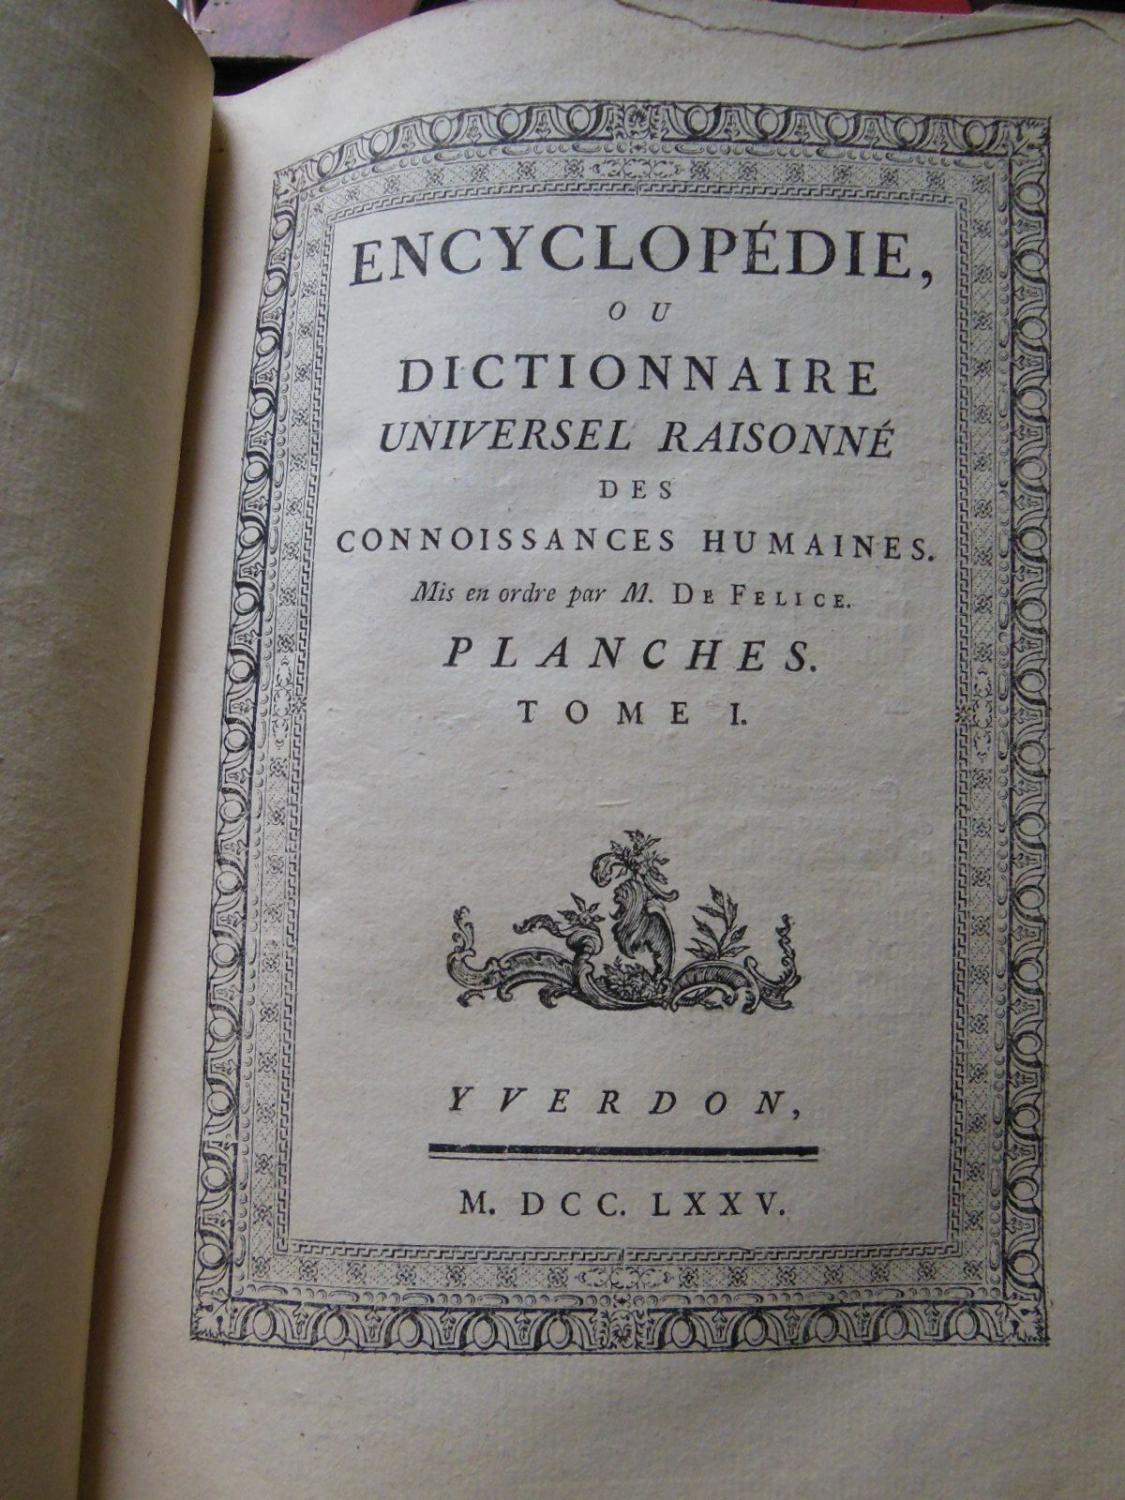 ENCYCLOPÉDIE,
OU
DICTIONNAIRE
UNIVERSEL RAISONNÉ
DES
CONNOISSANCES HUMAINES.
Mis en ordre par M. DE FELICE.
PLANCHES.
TOME I.
YVERDON,
M. DCC. LXXV.